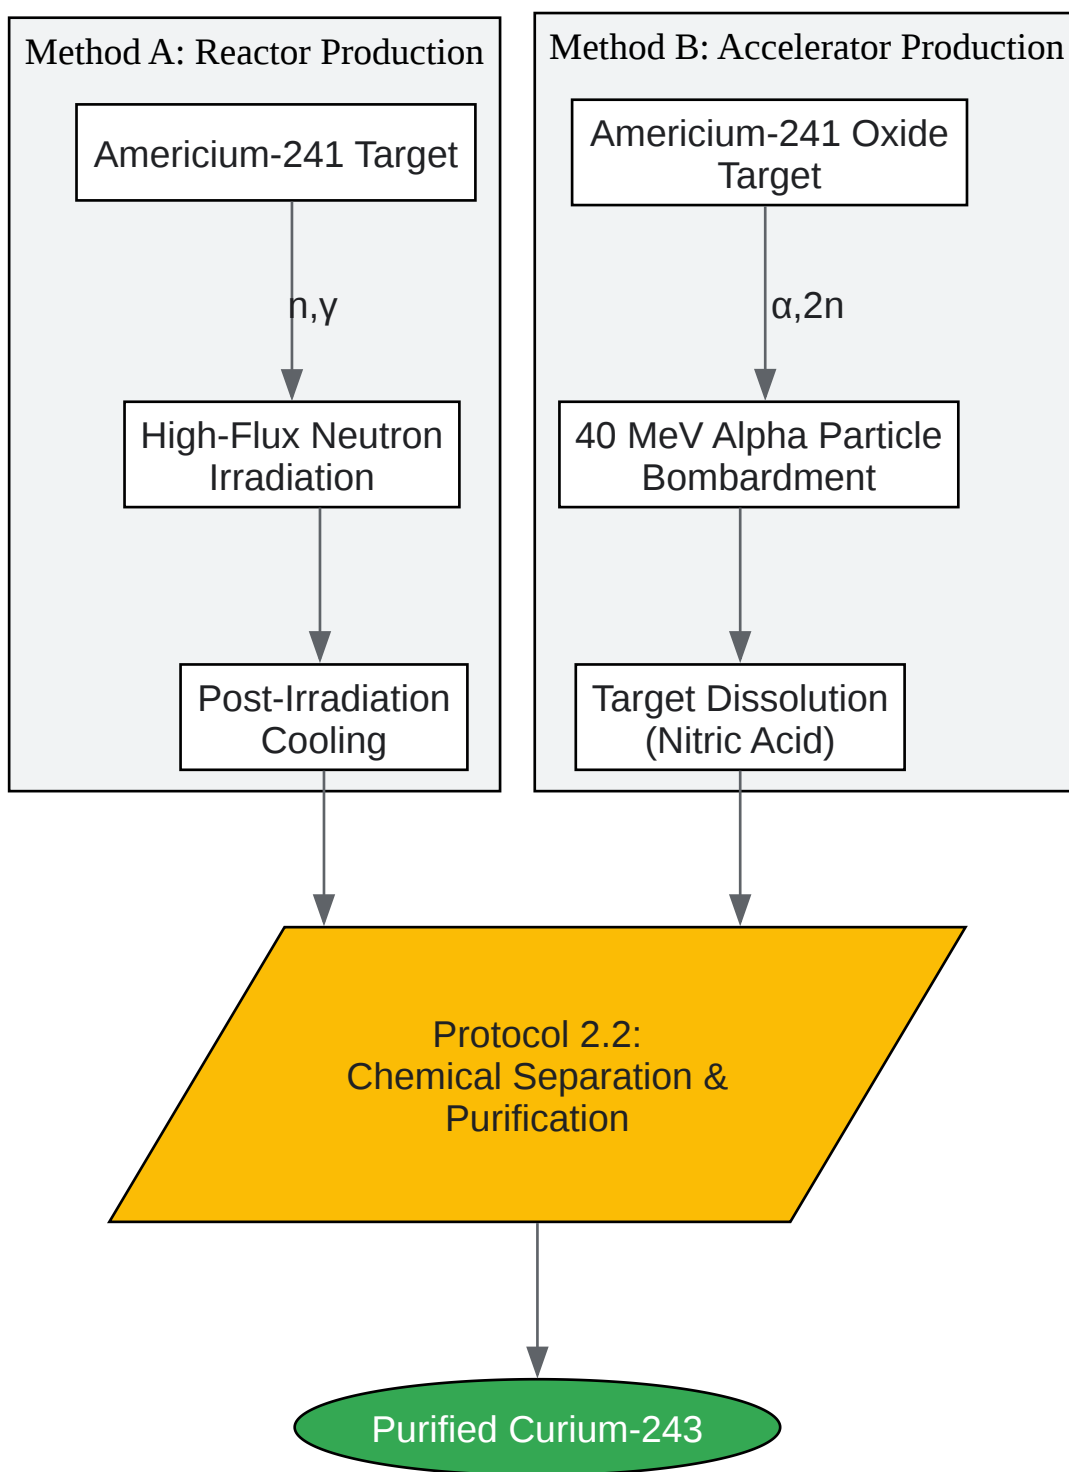 Method A: Reactor Production
Americium-241 Target
n,γ
High-Flux Neutron
Irradiation
Post-Irradiation
Cooling
Method B: Accelerator Production
Americium-241 Oxide
Target
α,2n
40 MeV Alpha Particle
Bombardment
Target Dissolution
(Nitric Acid)
Protocol 2.2:
Chemical Separation &
Purification
Purified Curium-243